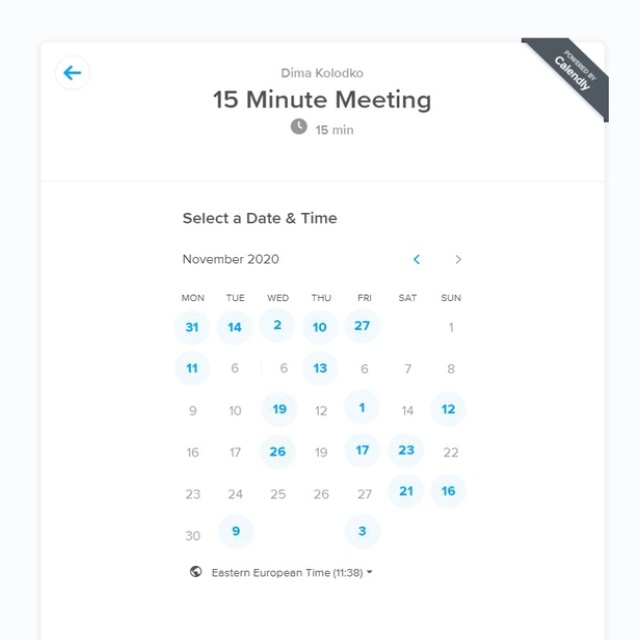 POWERED BY
Calendly
Dima Kolodko
15 Minute Meeting
15 min
Select a Date & Time
November 2020
MON TUE WED THU FRI SAT SUN
31 14 2 10 27 1
11 6 6 13 6 7 8
9 10 19 12 1 14 12
16 17 26 19 17 23 22
23 24 25 26 27 21 16
30 9 3
Eastern European Time (11:38)